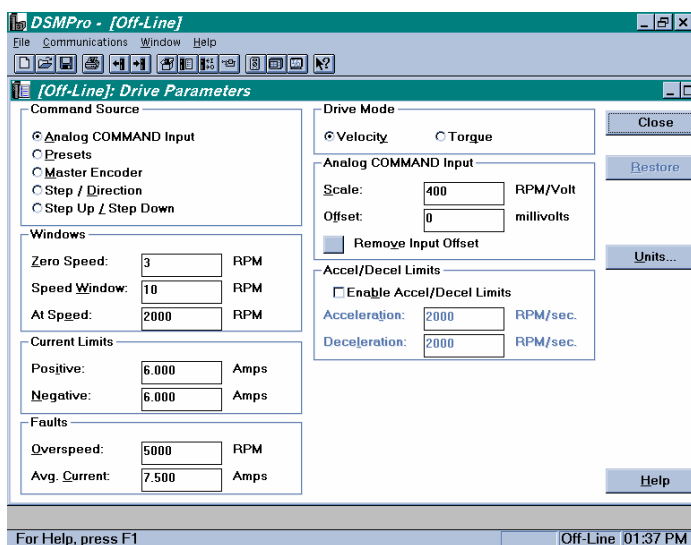 DSMPro - [Off-Line]
File Communications Window Help
[Off-Line]: Drive Parameters
Command Source
Analog COMMAND Input
Presets
Master Encoder
Step / Direction
Step Up / Step Down
Windows
Zero Speed: 3 RPM
Speed Window: 10 RPM
At Speed: 2000 RPM
Current Limits
Positive: 6.000 Amps
Negative: 6.000 Amps
Faults
Overspeed: 5000 RPM
Avg. Current: 7.500 Amps
Drive Mode
Velocity Torque
Analog COMMAND Input
Scale: 400 RPM/Volt
Offset: 0 millivolts
Remove Input Offset
Accel/Decel Limits
Enable Accel/Decel Limits
Acceleration: 2000 RPM/sec.
Deceleration: 2000 RPM/sec.
Close
Restore
Units...
Help
For Help, press F1
Off-Line 01:37 PM